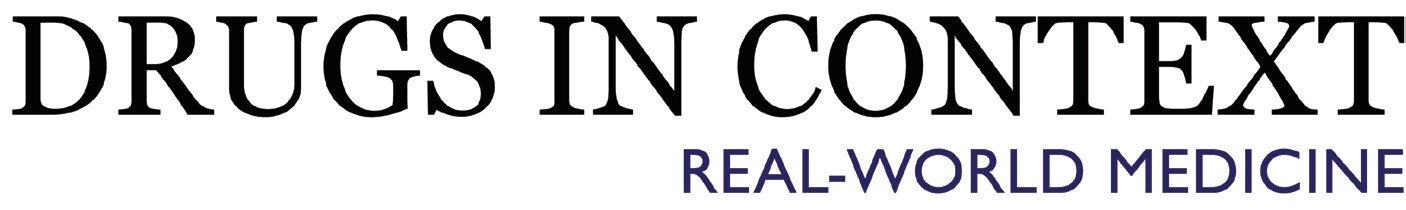 DRUGS IN CONTEXT
REAL-WORLD MEDICINE